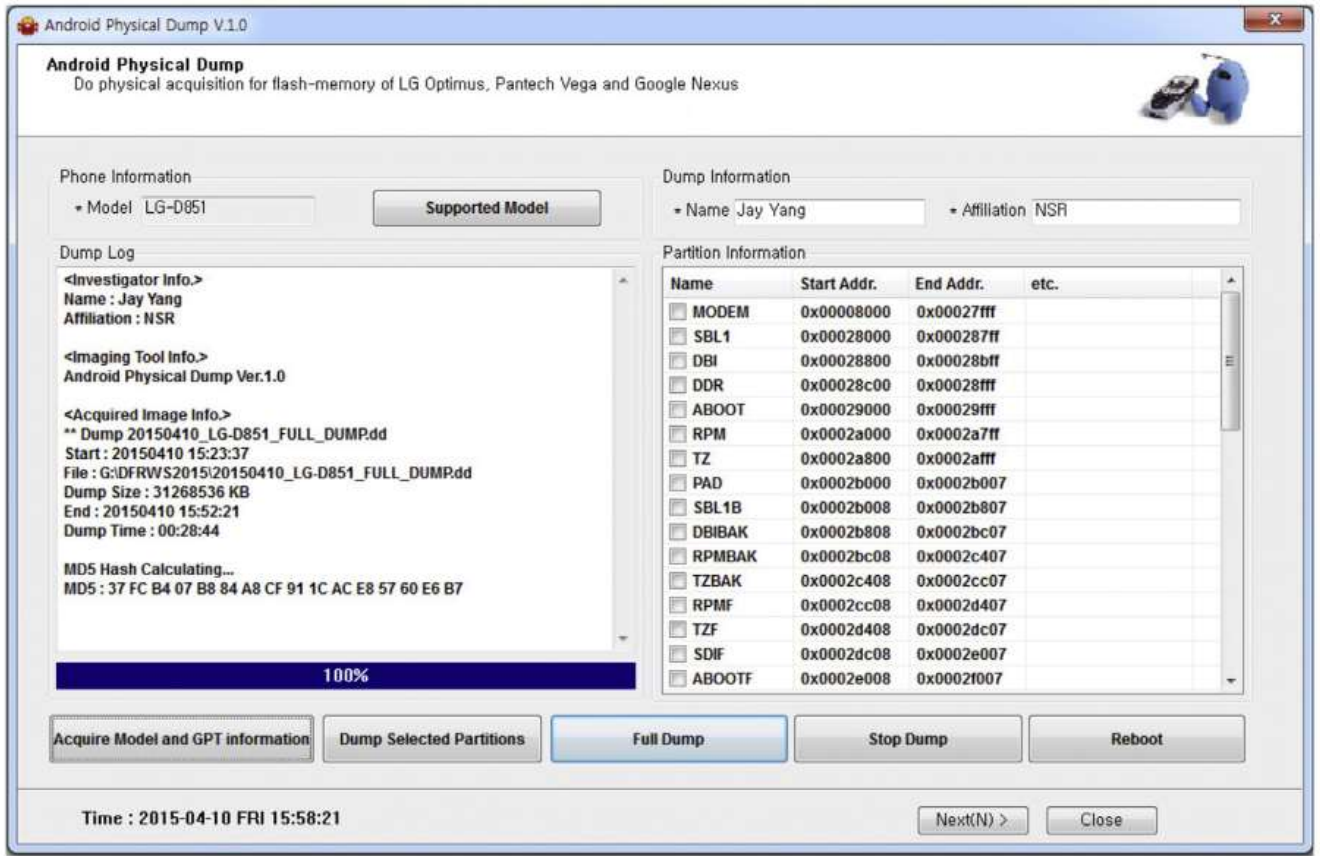 Android Physical Dump V.1.0
Android Physical Dump
Do physical acquisition for flash-memory of LG Optimus, Pantech Vega and Google Nexus
Phone Information
* Model LG-D851 Supported Model
Dump Information
* Name Jay Yang * Affiliation NSR
Dump Log
<Investigator Info.>
Name : Jay Yang
Affiliation : NSR
<Imaging Tool Info.>
Android Physical Dump Ver.1.0
<Acquired Image Info.>
** Dump 20150410_LG-D851_FULL_DUMP.dd
Start : 20150410 15:23:37
File : G:\DFRWS2015\20150410_LG-D851_FULL_DUMP.dd
Dump Size : 31268536 KB
End : 20150410 15:52:21
Dump Time : 00:28:44
MD5 Hash Calculating...
MD5 : 37 FC B4 07 B8 84 A8 CF 91 1C AC E8 57 60 E6 B7
100%
Partition Information
Name Start Addr. End Addr. etc.
MODEM 0x00008000 0x00027fff
SBL1 0x00028000 0x000287ff
DBI 0x00028800 0x00028bff
DDR 0x00028c00 0x00028fff
ABOOT 0x00029000 0x00029fff
RPM 0x0002a000 0x0002a7ff
TZ 0x0002a800 0x0002afff
PAD 0x0002b000 0x0002b007
SBL1B 0x0002b008 0x0002b807
DBIBAK 0x0002b808 0x0002bc07
RPMBAK 0x0002bc08 0x0002c407
TZBAK 0x0002c408 0x0002cc07
RPMF 0x0002cc08 0x0002d407
TZF 0x0002d408 0x0002dc07
SDIF 0x0002dc08 0x0002e007
ABOOTF 0x0002e008 0x0002f007
Acquire Model and GPT information Dump Selected Partitions Full Dump Stop Dump Reboot
Time : 2015-04-10 FRI 15:58:21 Next(N) > Close